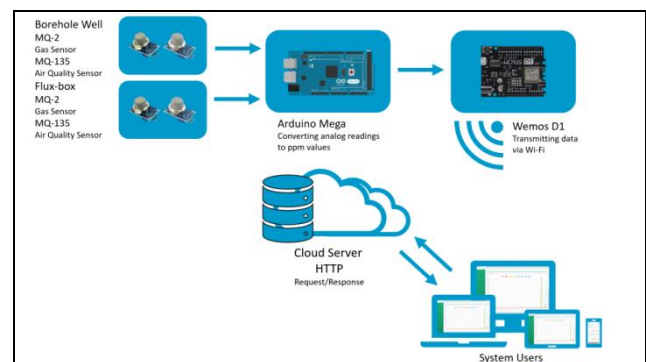 Borehole Well
MQ-2
Gas Sensor
MQ-135
Air Quality Sensor
Flux-box
MQ-2
Gas Sensor
MQ-135
Air Quality Sensor
Arduino Mega
Converting analog readings
to ppm values
Wemos D1
Transmitting data
via Wi-Fi
Cloud Server
HTTP
Request/Response
System Users